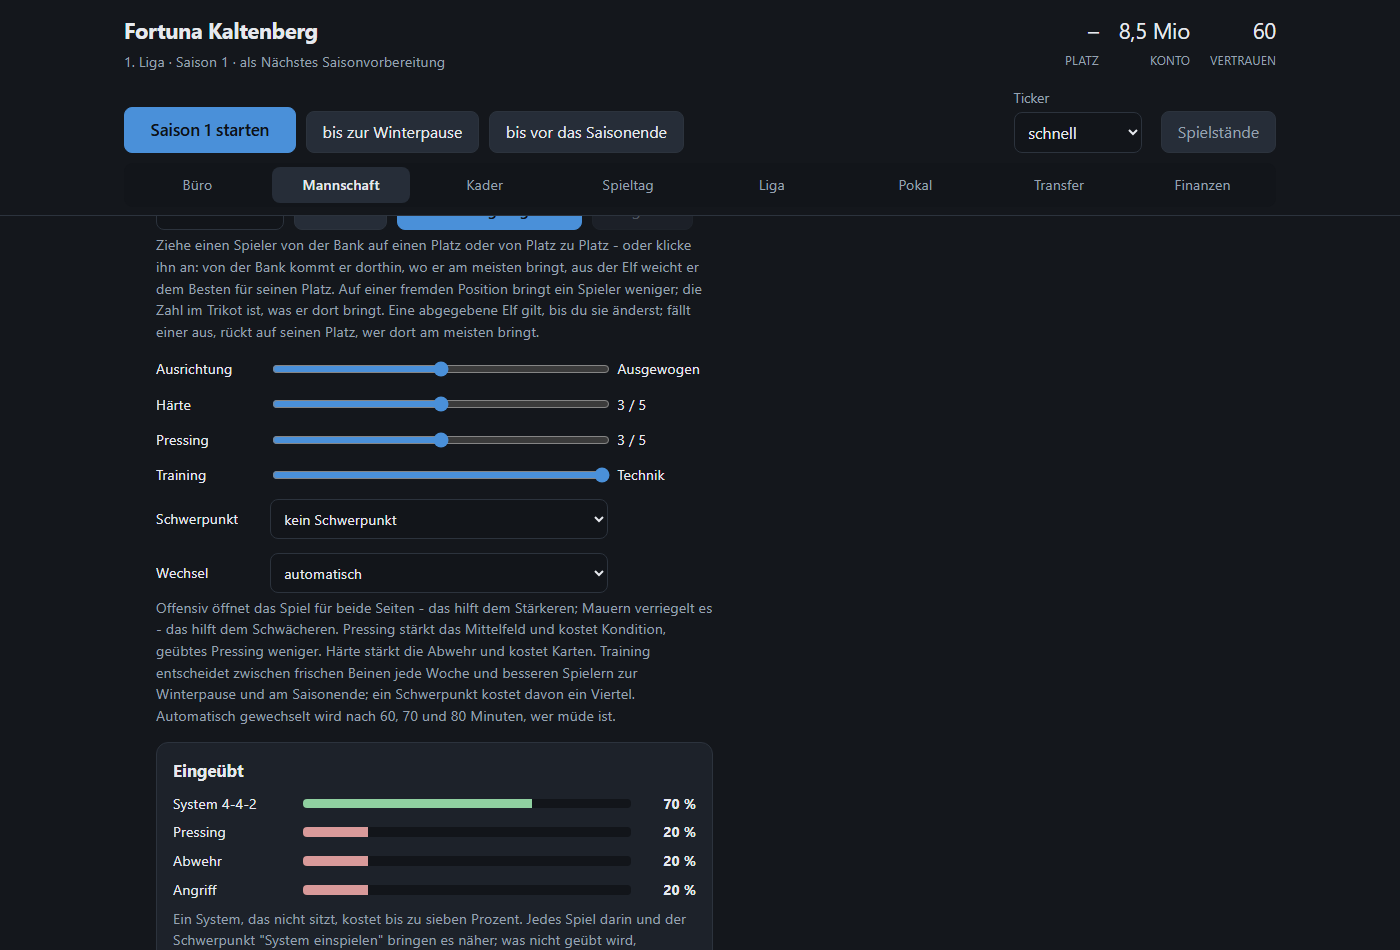 Fortuna Kaltenberg
1. Liga · Saison 1 · als Nächstes Saisonvorbereitung
–
PLATZ
8,5 Mio
KONTO
60
VERTRAUEN
Saison 1 starten
bis zur Winterpause
bis vor das Saisonende
Ticker
schnell
Spielstände
Büro
Mannschaft
Kader
Spieltag
Liga
Pokal
Transfer
Finanzen
Ziehe einen Spieler von der Bank auf einen Platz oder von Platz zu Platz - oder klicke
ihn an: von der Bank kommt er dorthin, wo er am meisten bringt, aus der Elf weicht er
dem Besten für seinen Platz. Auf einer fremden Position bringt ein Spieler weniger; die
Zahl im Trikot ist, was er dort bringt. Eine abgegebene Elf gilt, bis du sie änderst; fällt
einer aus, rückt auf seinen Platz, wer dort am meisten bringt.
Ausrichtung
Ausgewogen
Härte
3 / 5
Pressing
3 / 5
Training
Technik
Schwerpunkt
kein Schwerpunkt
Wechsel
automatisch
Offensiv öffnet das Spiel für beide Seiten - das hilft dem Stärkeren; Mauern verriegelt es
- das hilft dem Schwächeren. Pressing stärkt das Mittelfeld und kostet Kondition,
geübtes Pressing weniger. Härte stärkt die Abwehr und kostet Karten. Training
entscheidet zwischen frischen Beinen jede Woche und besseren Spielern zur
Winterpause und am Saisonende; ein Schwerpunkt kostet davon ein Viertel.
Automatisch gewechselt wird nach 60, 70 und 80 Minuten, wer müde ist.
Eingeübt
System 4-4-2
70 %
Pressing
20 %
Abwehr
20 %
Angriff
20 %
Ein System, das nicht sitzt, kostet bis zu sieben Prozent. Jedes Spiel darin und der
Schwerpunkt "System einspielen" bringen es näher; was nicht geübt wird,